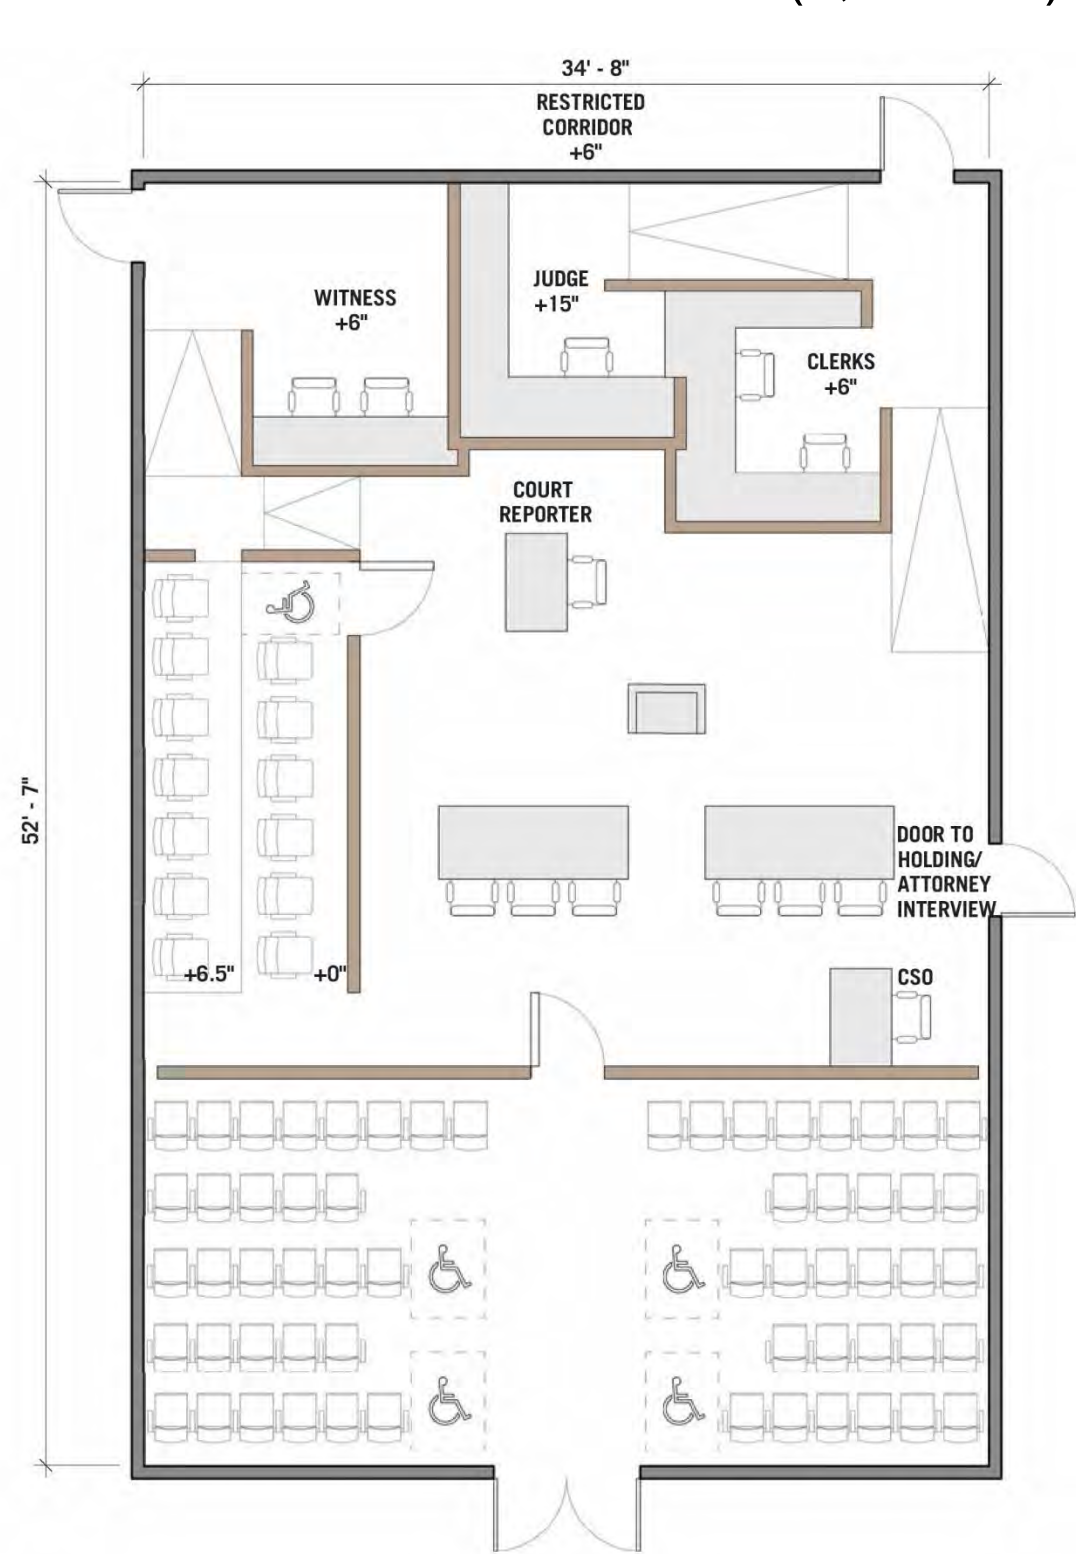 34' - 8"
RESTRICTED
CORRIDOR
+6"
WITNESS
+6"
JUDGE
+15"
CLERKS
+6"
COURT
REPORTER
52' - 7"
DOOR TO
HOLDING/
ATTORNEY
INTERVIEW
+6.5"
+0"
CSO